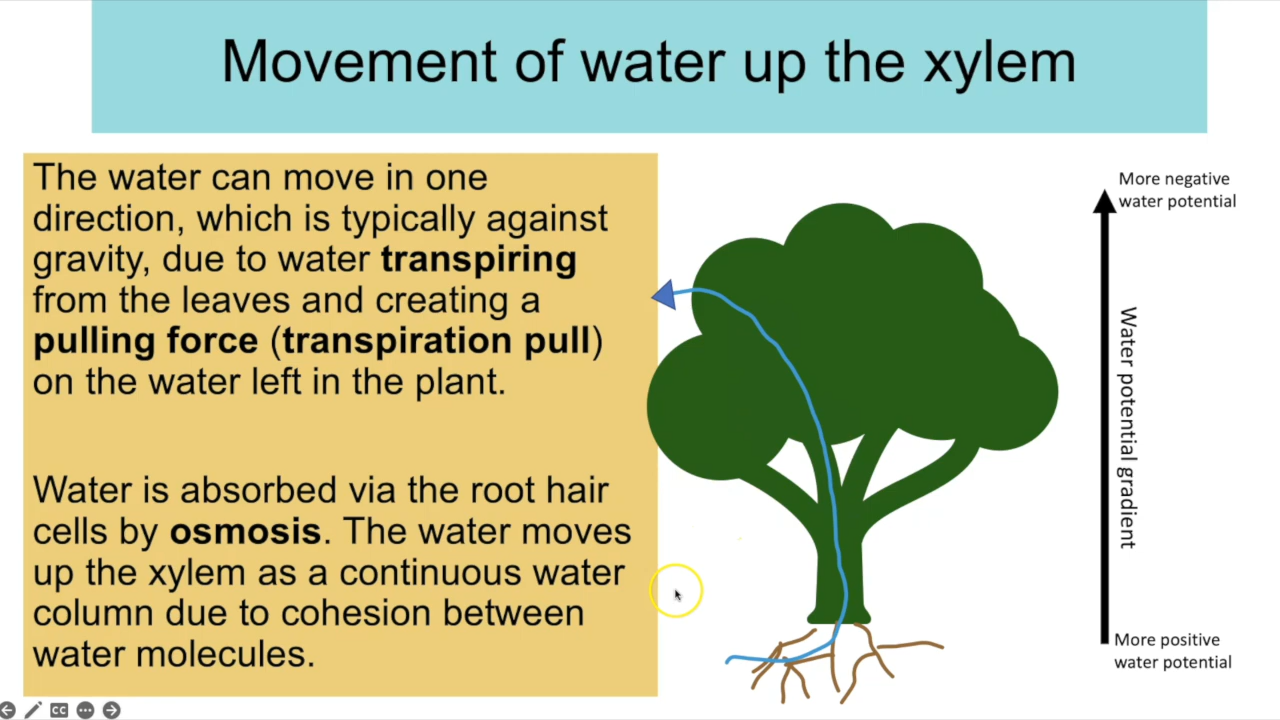 Movement of water up the xylem
The water can move in one
direction, which is typically against
gravity, due to water transpiring
from the leaves and creating a
pulling force (transpiration pull)
on the water left in the plant.
Water is absorbed via the root hair
cells by osmosis. The water moves
up the xylem as a continuous water
column due to cohesion between
water molecules.
More negative
water potential
Water potential gradient
More positive
water potential
CC